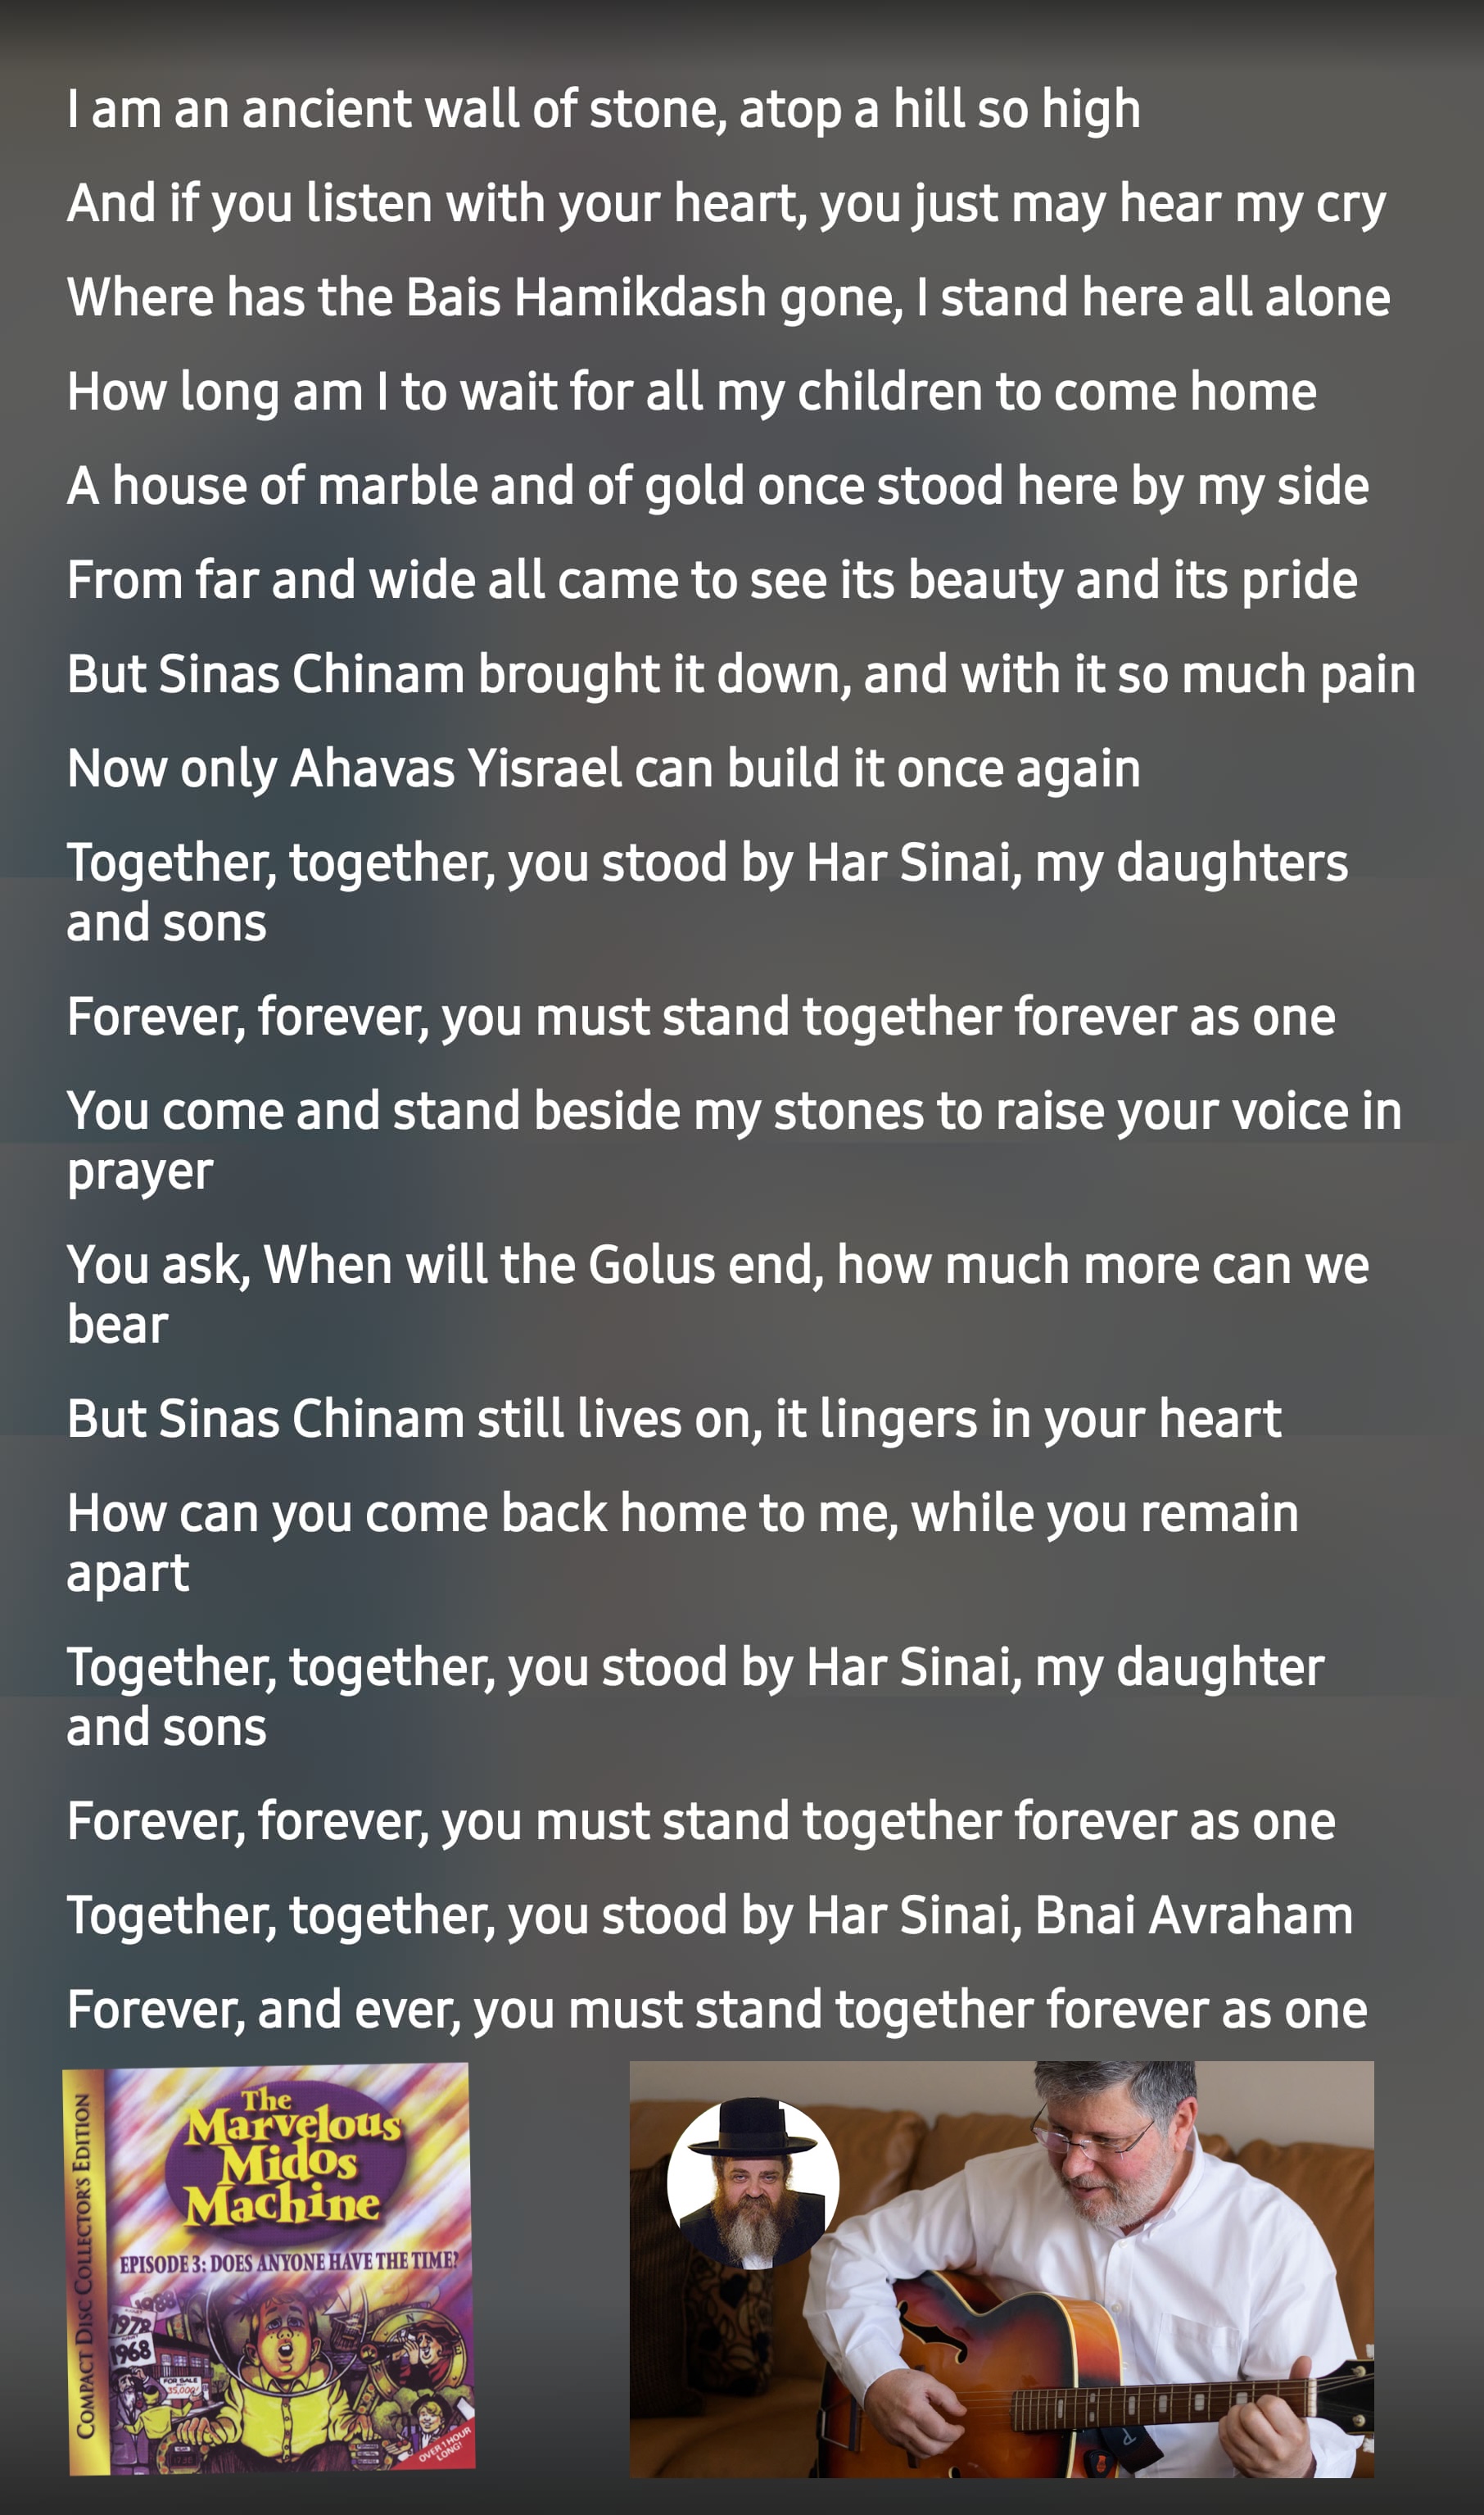 I am an ancient wall of stone, atop a hill so high
And if you listen with your heart, you just may hear my cry
Where has the Bais Hamikdash gone, I stand here all alone
How long am I to wait for all my children to come home
A house of marble and of gold once stood here by my side
From far and wide all came to see its beauty and its pride
But Sinas Chinam brought it down, and with it so much pain
Now only Ahavas Yisrael can build it once again
Together, together, you stood by Har Sinai, my daughters
and sons
Forever, forever, you must stand together forever as one
You come and stand beside my stones to raise your voice in
prayer
You ask, When will the Golus end, how much more can we
bear
But Sinas Chinam still lives on, it lingers in your heart
How can you come back home to me, while you remain
apart
Together, together, you stood by Har Sinai, my daughter
and sons
Forever, forever, you must stand together forever as one
Together, together, you stood by Har Sinai, Bnai Avraham
Forever, and ever, you must stand together forever as one
COMPACT DISC COLLECTOR'S EDITION
The
Marvelous
Midos
Machine
EPISODE 3: DOES ANYONE HAVE THE TIME?
1988
1978
1968
FOR SALE
OVER 1 HOUR
LONG!